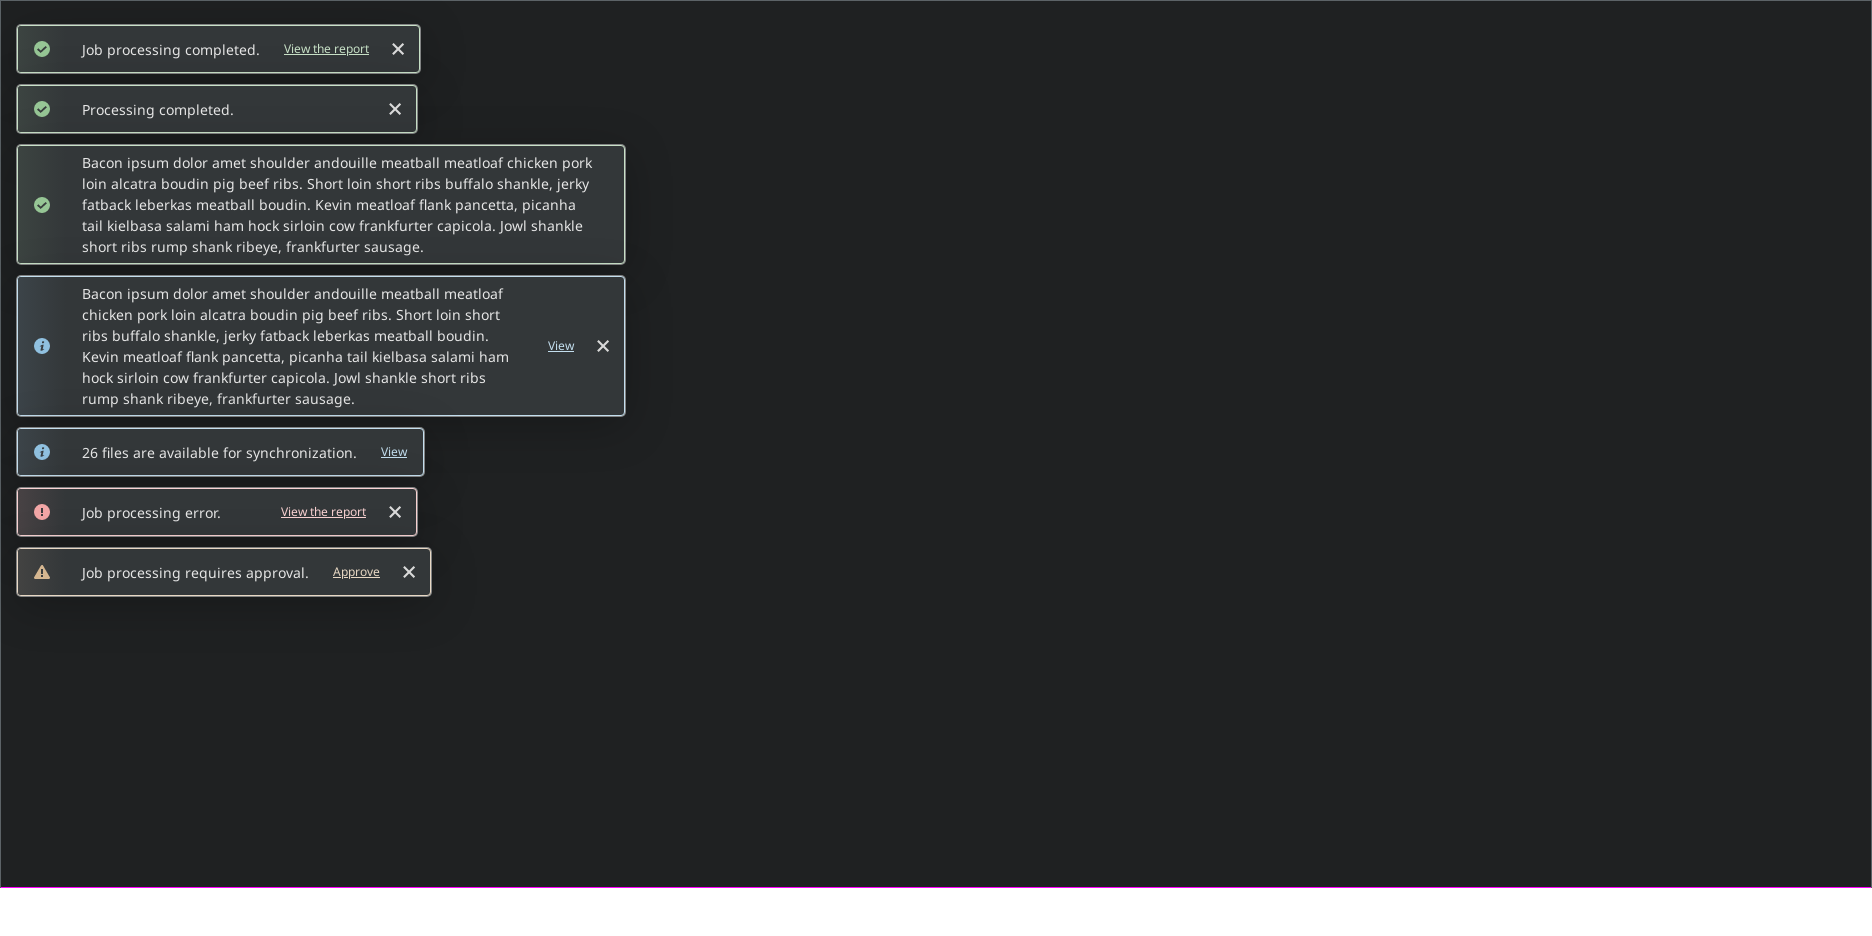 Job processing completed. View the report
Processing completed.
Bacon ipsum dolor amet shoulder andouille meatball meatloaf chicken pork
loin alcatra boudin pig beef ribs. Short loin short ribs buffalo shankle, jerky
fatback leberkas meatball boudin. Kevin meatloaf flank pancetta, picanha
tail kielbasa salami ham hock sirloin cow frankfurter capicola. Jowl shankle
short ribs rump shank ribeye, frankfurter sausage.
Bacon ipsum dolor amet shoulder andouille meatball meatloaf
chicken pork loin alcatra boudin pig beef ribs. Short loin short
ribs buffalo shankle, jerky fatback leberkas meatball boudin.
Kevin meatloaf flank pancetta, picanha tail kielbasa salami ham
hock sirloin cow frankfurter capicola. Jowl shankle short ribs
rump shank ribeye, frankfurter sausage.
View
26 files are available for synchronization. View
Job processing error. View the report
Job processing requires approval. Approve